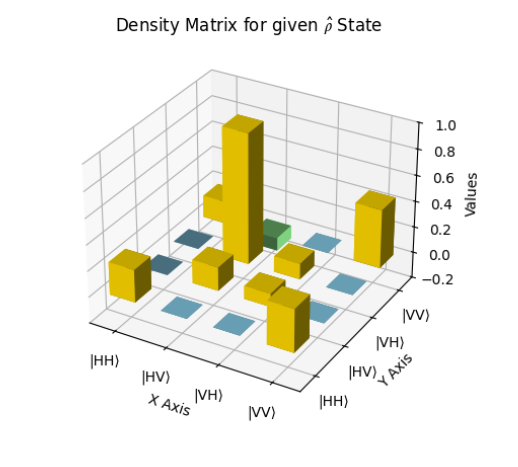 Density Matrix for given ρ̂ State
1.0
0.8
0.6
0.4
0.2
0.0
−0.2
Values
|HH⟩
|HV⟩
|VH⟩
|VV⟩
X Axis
|HH⟩
|HV⟩
|VH⟩
|VV⟩
Y Axis